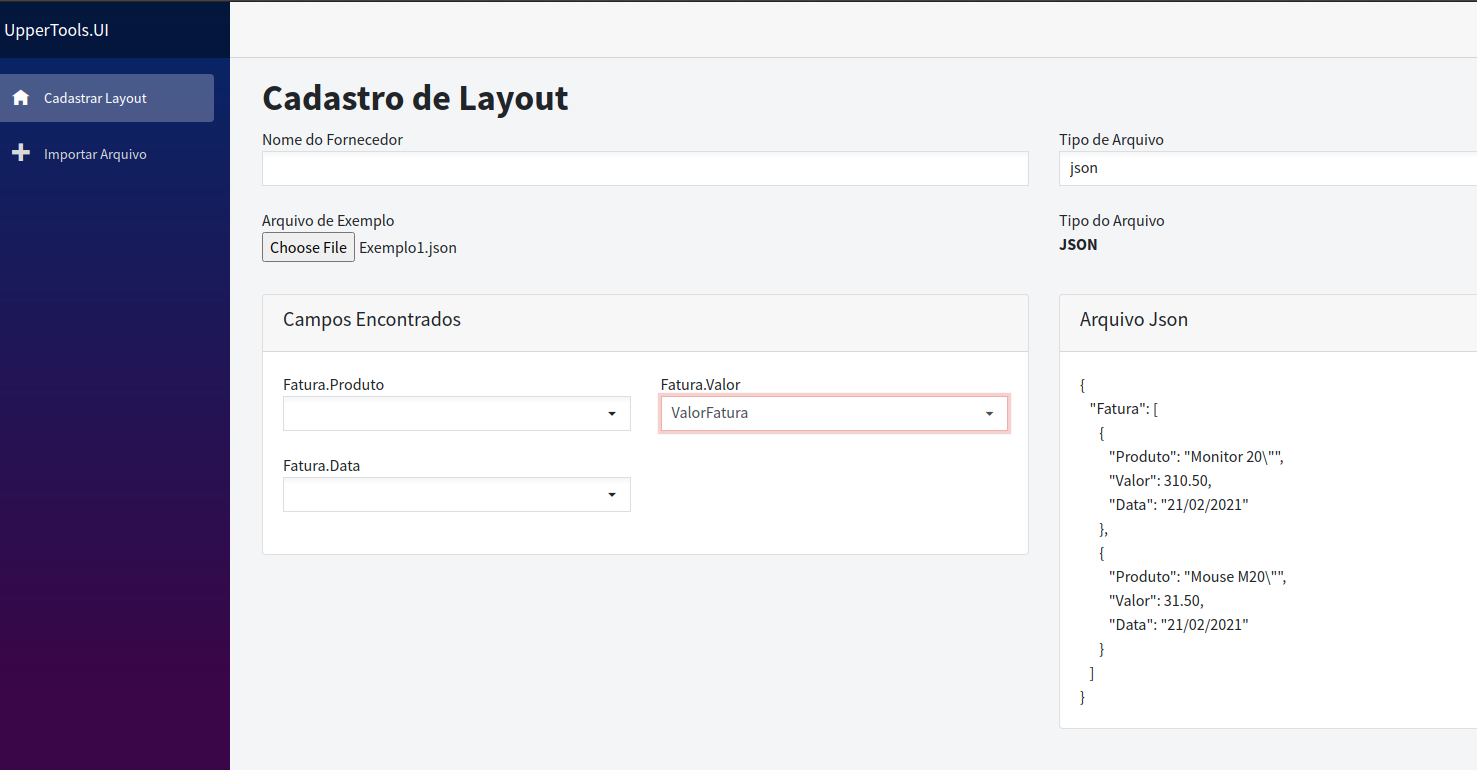 UpperTools.UI
Cadastrar Layout
Importar Arquivo
Cadastro de Layout
Nome do Fornecedor
Tipo de Arquivo
json
Arquivo de Exemplo
Choose File Exemplo1.json
Tipo do Arquivo
JSON
Campos Encontrados
Fatura.Produto
Fatura.Valor
ValorFatura
Fatura.Data
Arquivo Json
{
"Fatura": [
{
"Produto": "Monitor 20\"",
"Valor": 310.50,
"Data": "21/02/2021"
},
{
"Produto": "Mouse M20\"",
"Valor": 31.50,
"Data": "21/02/2021"
}
]
}